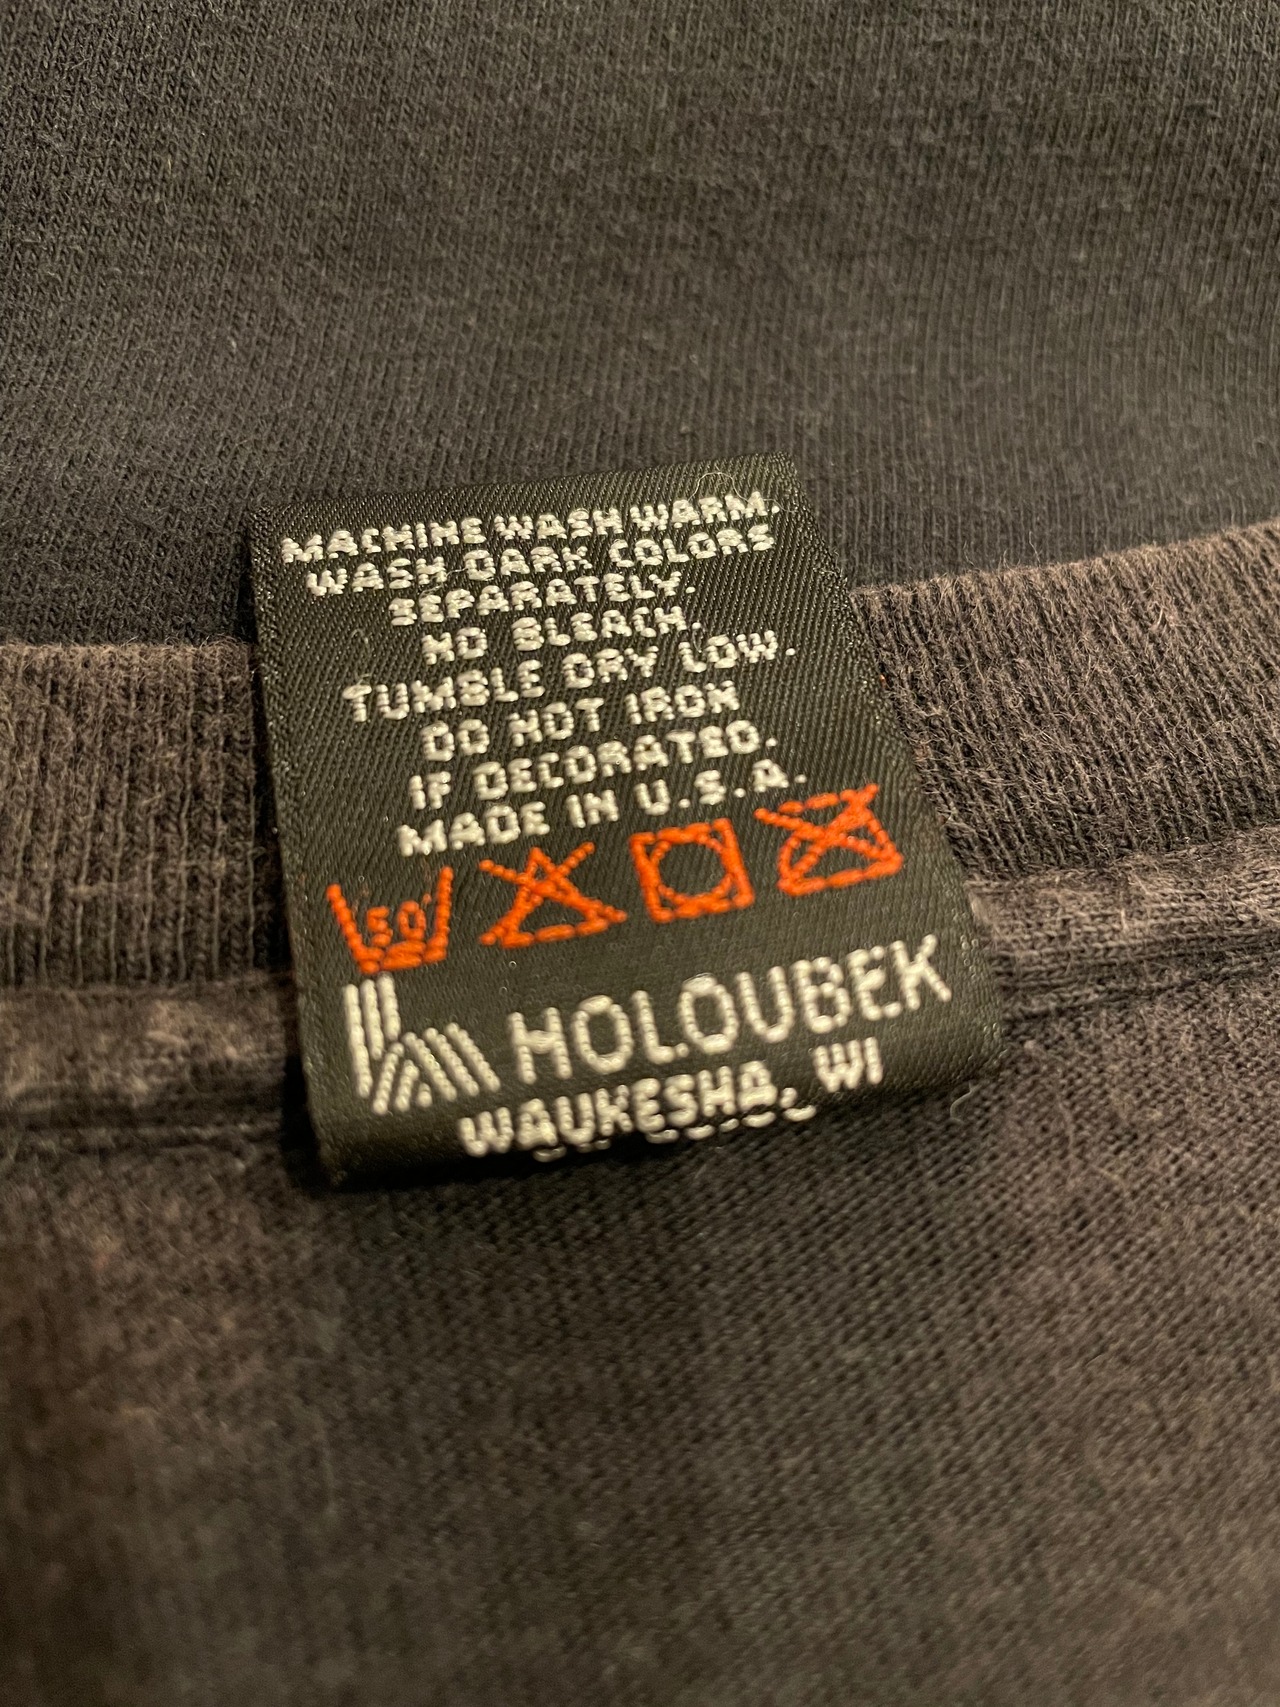 MACHINE WASH WARM.
WASH DARK COLORS
SEPARATELY.
NO BLEACH.
TUMBLE DRY LOW.
DO NOT IRON
IF DECORATED.
MADE IN U.S.A.
50°
HOLOUBEK
WAUKESHA, WI